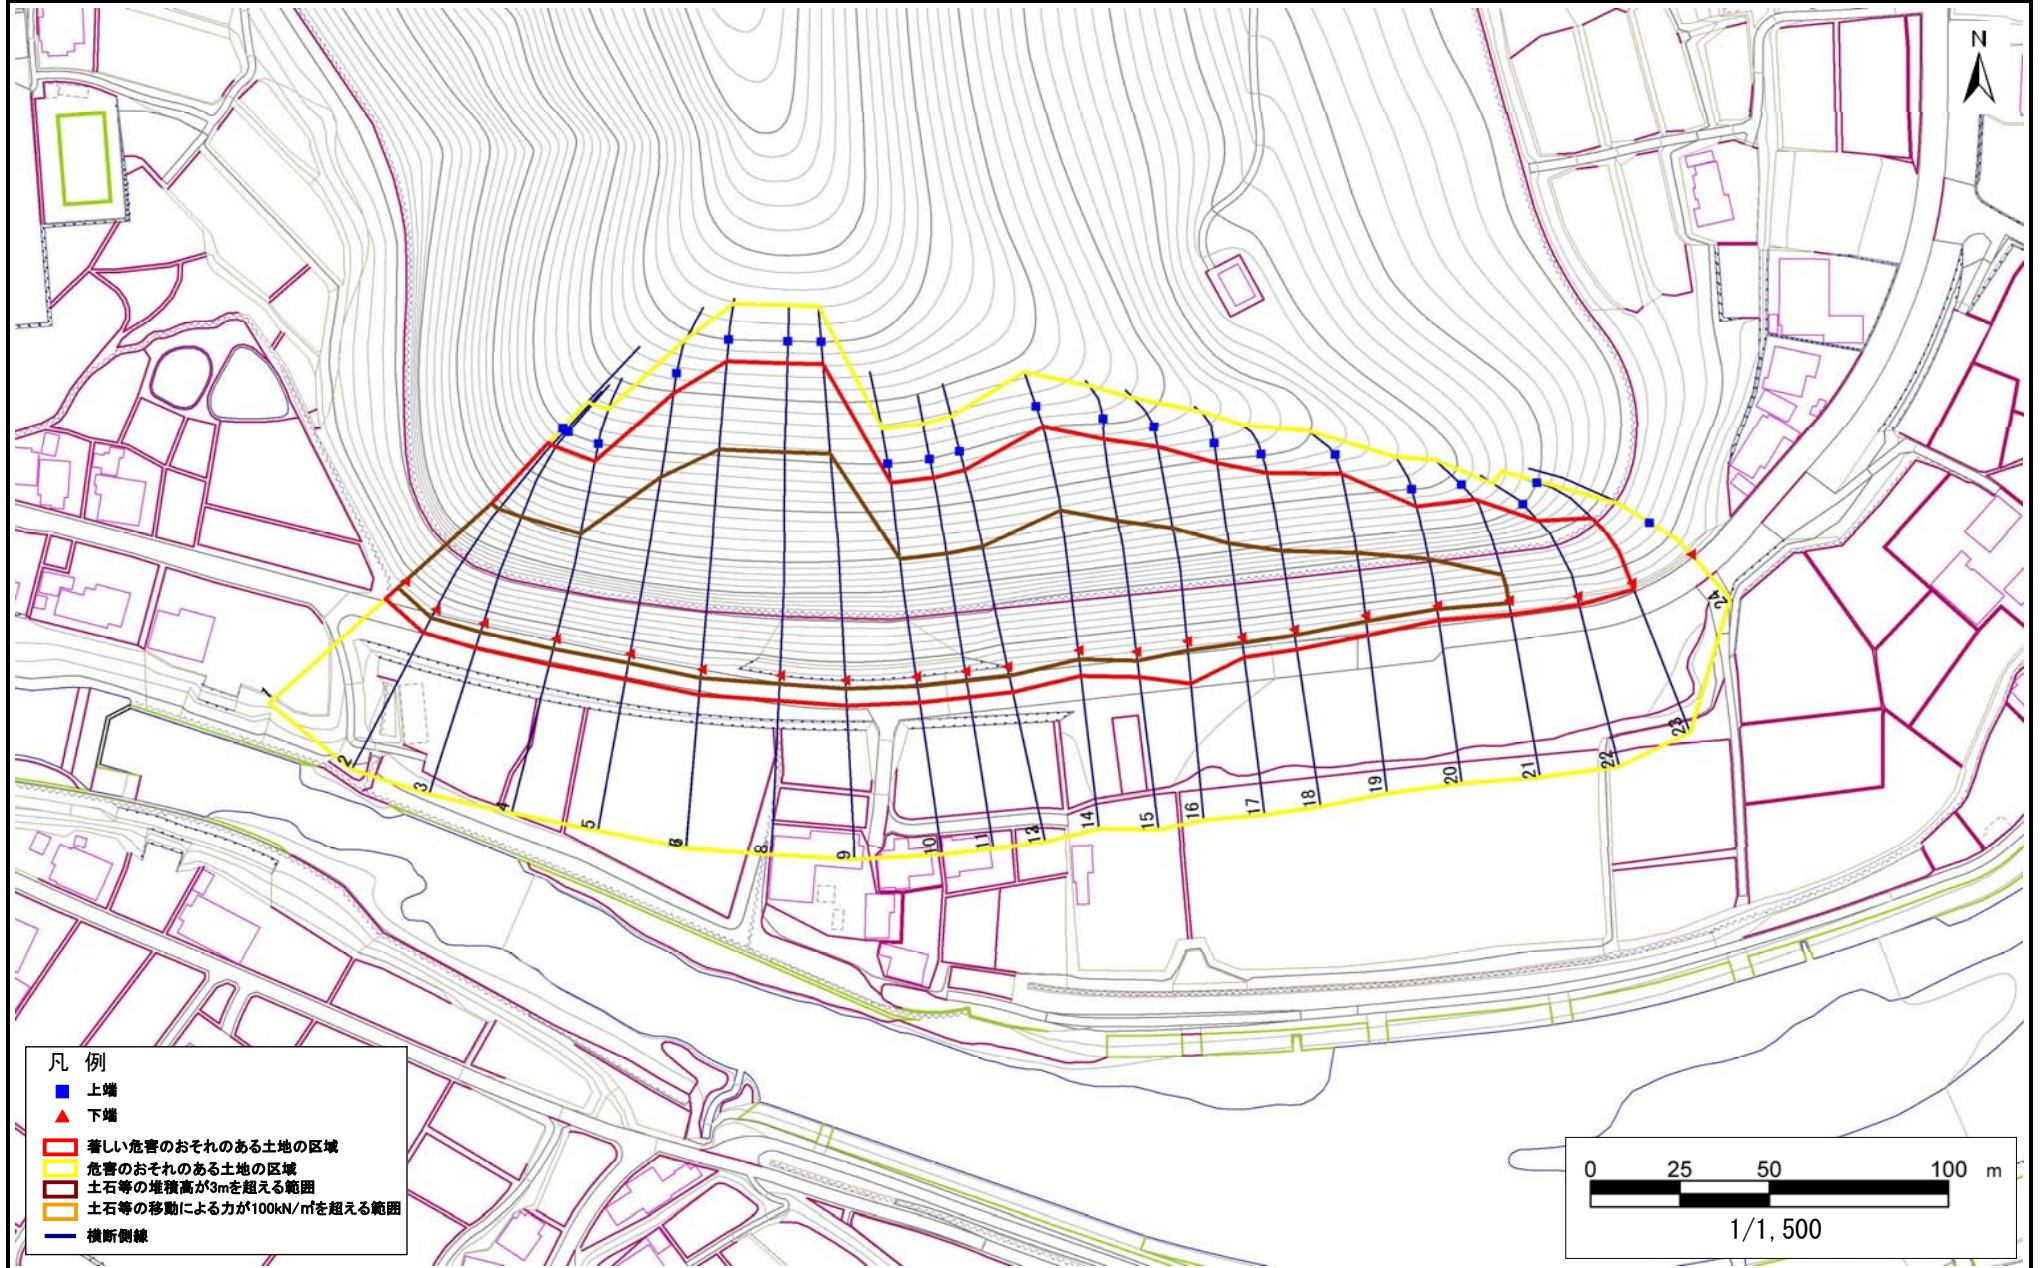 N
1
2
3
4
5
6
8
9
10
11
14
15
16
17
18
19
20
21
22
23
24
凡 例
上端
下端
著しい危害のおそれのある土地の区域
危害のおそれのある土地の区域
土石等の堆積高が3mを超える範囲
土石等の移動による力が100kN/㎡を超える範囲
横断側線
0 25 50 100 m
1/1,500